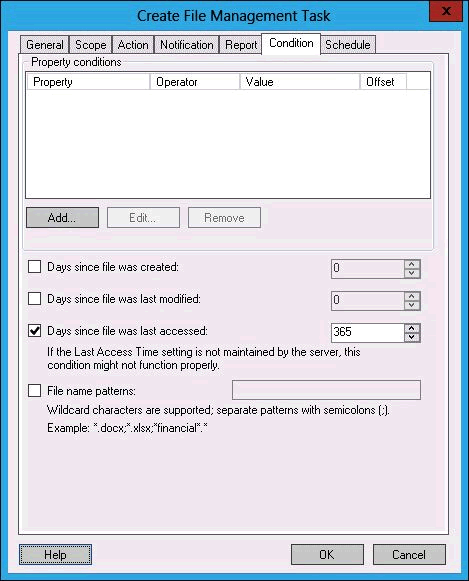 Create File Management Task
x
General Scope Action Notification Report Condition Schedule
Property conditions
Property Operator Value Offset
Add... Edit... Remove
Days since file was created: 0
Days since file was last modified: 0
Days since file was last accessed: 365
If the Last Access Time setting is not maintained by the server, this
condition might not function properly.
File name patterns:
Wildcard characters are supported; separate patterns with semicolons (;).
Example: *.docx;*.xlsx;*financial*.*
Help OK Cancel